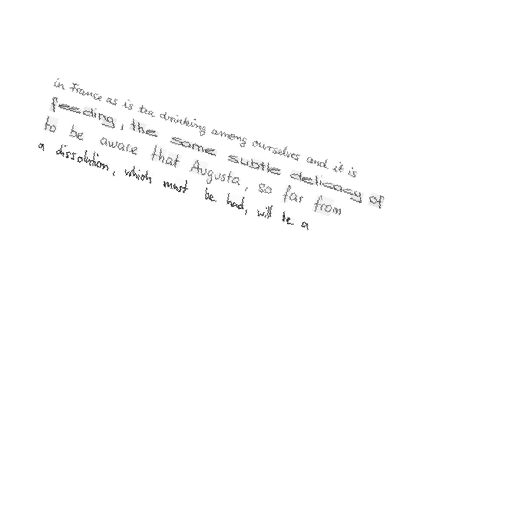 in France as is tea drinking among ourselves and it is
feeding, the same subtle delicacy of
to be aware that Augusta, so far from
a dissolution, which must be had, will be a